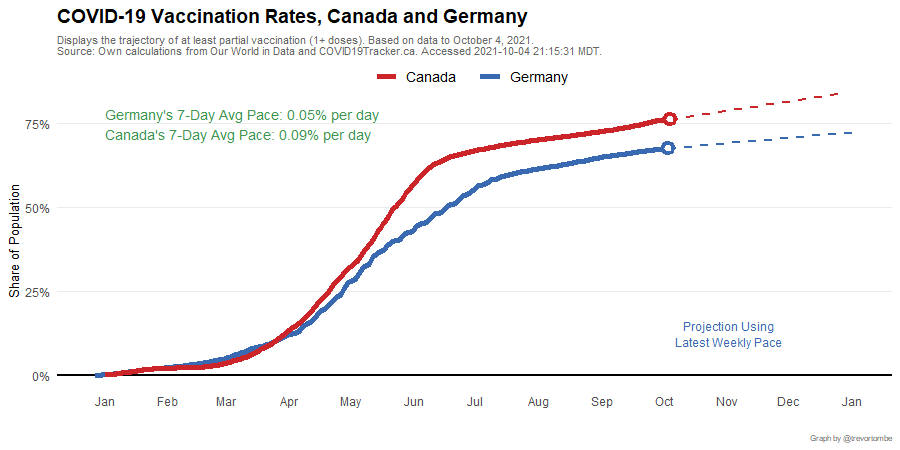 COVID-19 Vaccination Rates, Canada and Germany
Displays the trajectory of at least partial vaccination (1+ doses). Based on data to October 4, 2021.
Source: Own calculations from Our World in Data and COVID19Tracker.ca. Accessed 2021-10-04 21:15:31 MDT.
Canada Germany
Germany's 7-Day Avg Pace: 0.05% per day
Canada's 7-Day Avg Pace: 0.09% per day
75%
50%
25%
0%
Share of Population
Projection Using
Latest Weekly Pace
Jan Feb Mar Apr May Jun Jul Aug Sep Oct Nov Dec Jan
Graph by @trevortombe